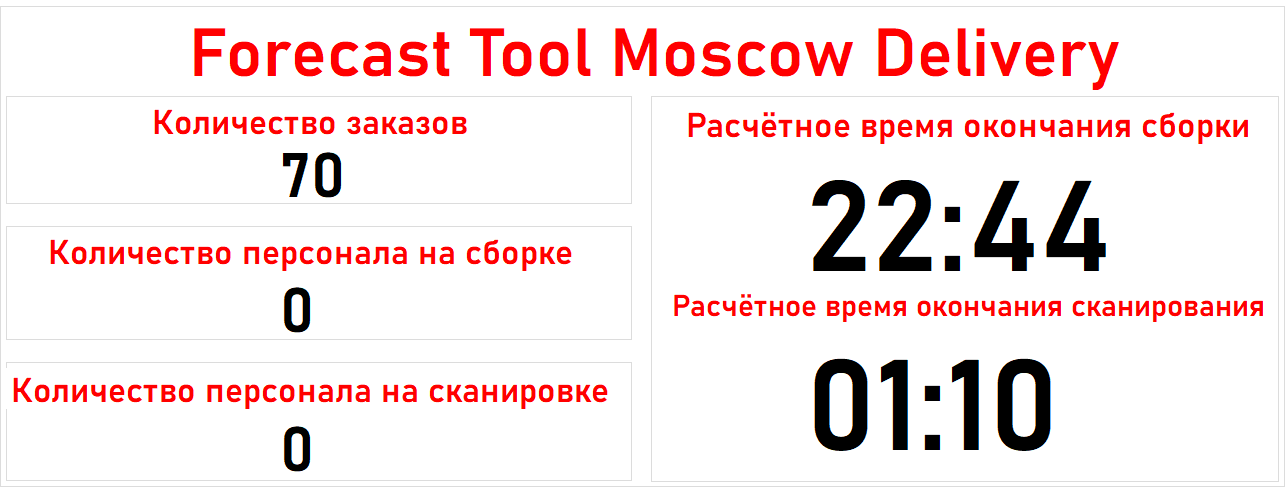 Forecast Tool Moscow Delivery
Количество заказов
70
Количество персонала на сборке
0
Количество персонала на сканировке
0
Расчётное время окончания сборки
22:44
Расчётное время окончания сканирования
01:10